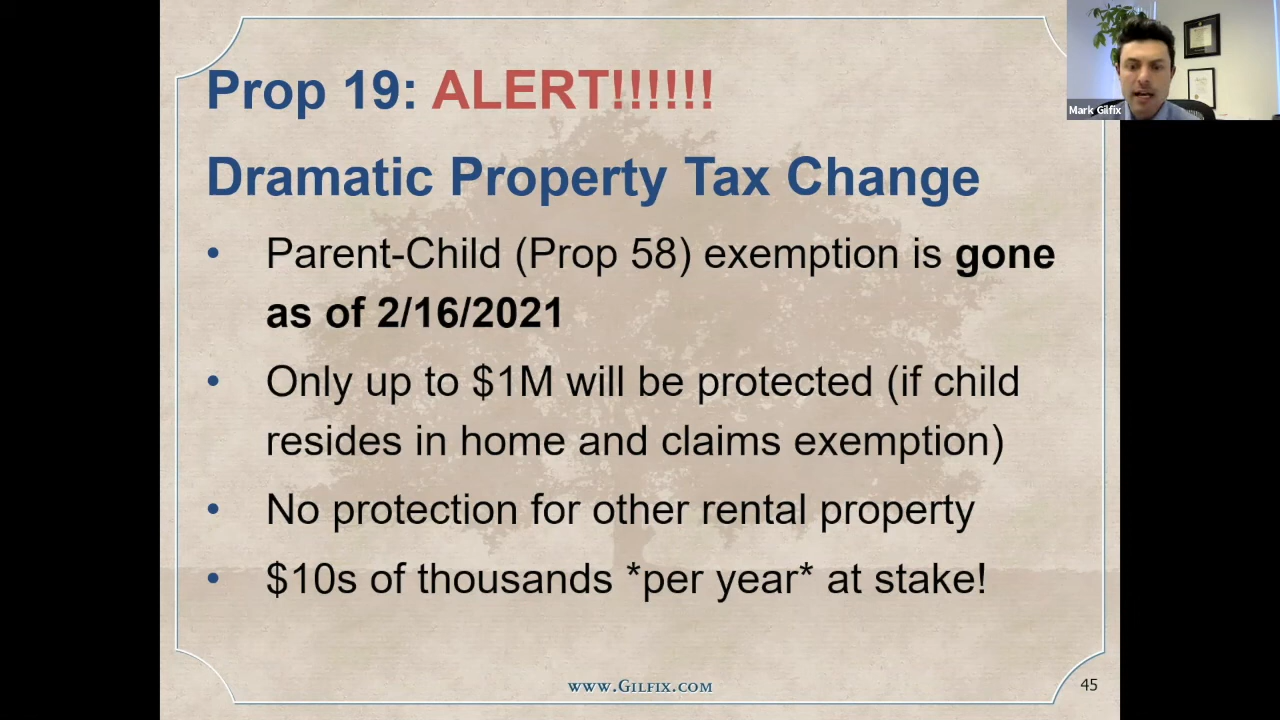 Prop 19: ALERT!!!!!!
Dramatic Property Tax Change
• Parent-Child (Prop 58) exemption is gone
as of 2/16/2021
• Only up to $1M will be protected (if child
resides in home and claims exemption)
• No protection for other rental property
• $10s of thousands *per year* at stake!
www.Gilfix.com
45
Mark Gilfix